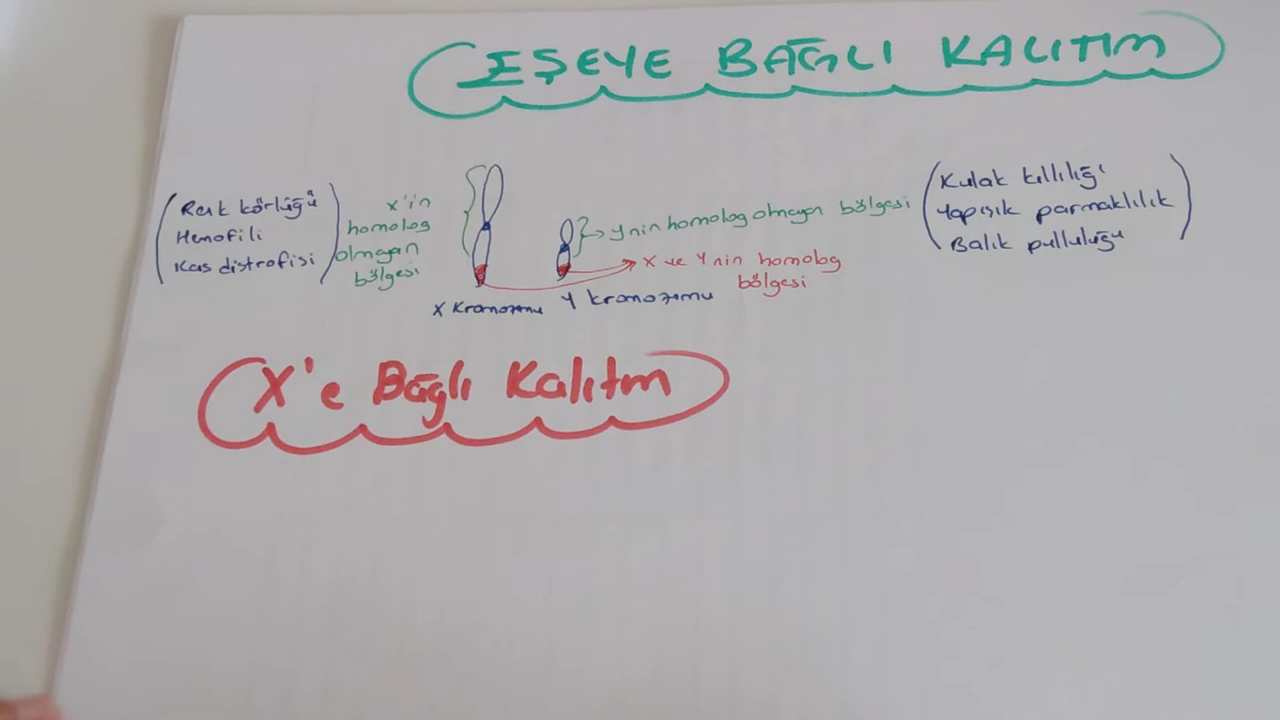 EŞEYE BAĞLI KALITIM
(Renk körlüğü
Hemofili
Kas distrofisi)
X'in
homolog
olmayan
bölgesi
X Kromozomu
Y kromozomu
Y nin homolog olmayan bölgesi
X ve Y nin homolog
bölgesi
(Kulak kıllılığı
Yapışık parmaklılık
Balık pulluluğu)
X'e Bağlı Kalıtım